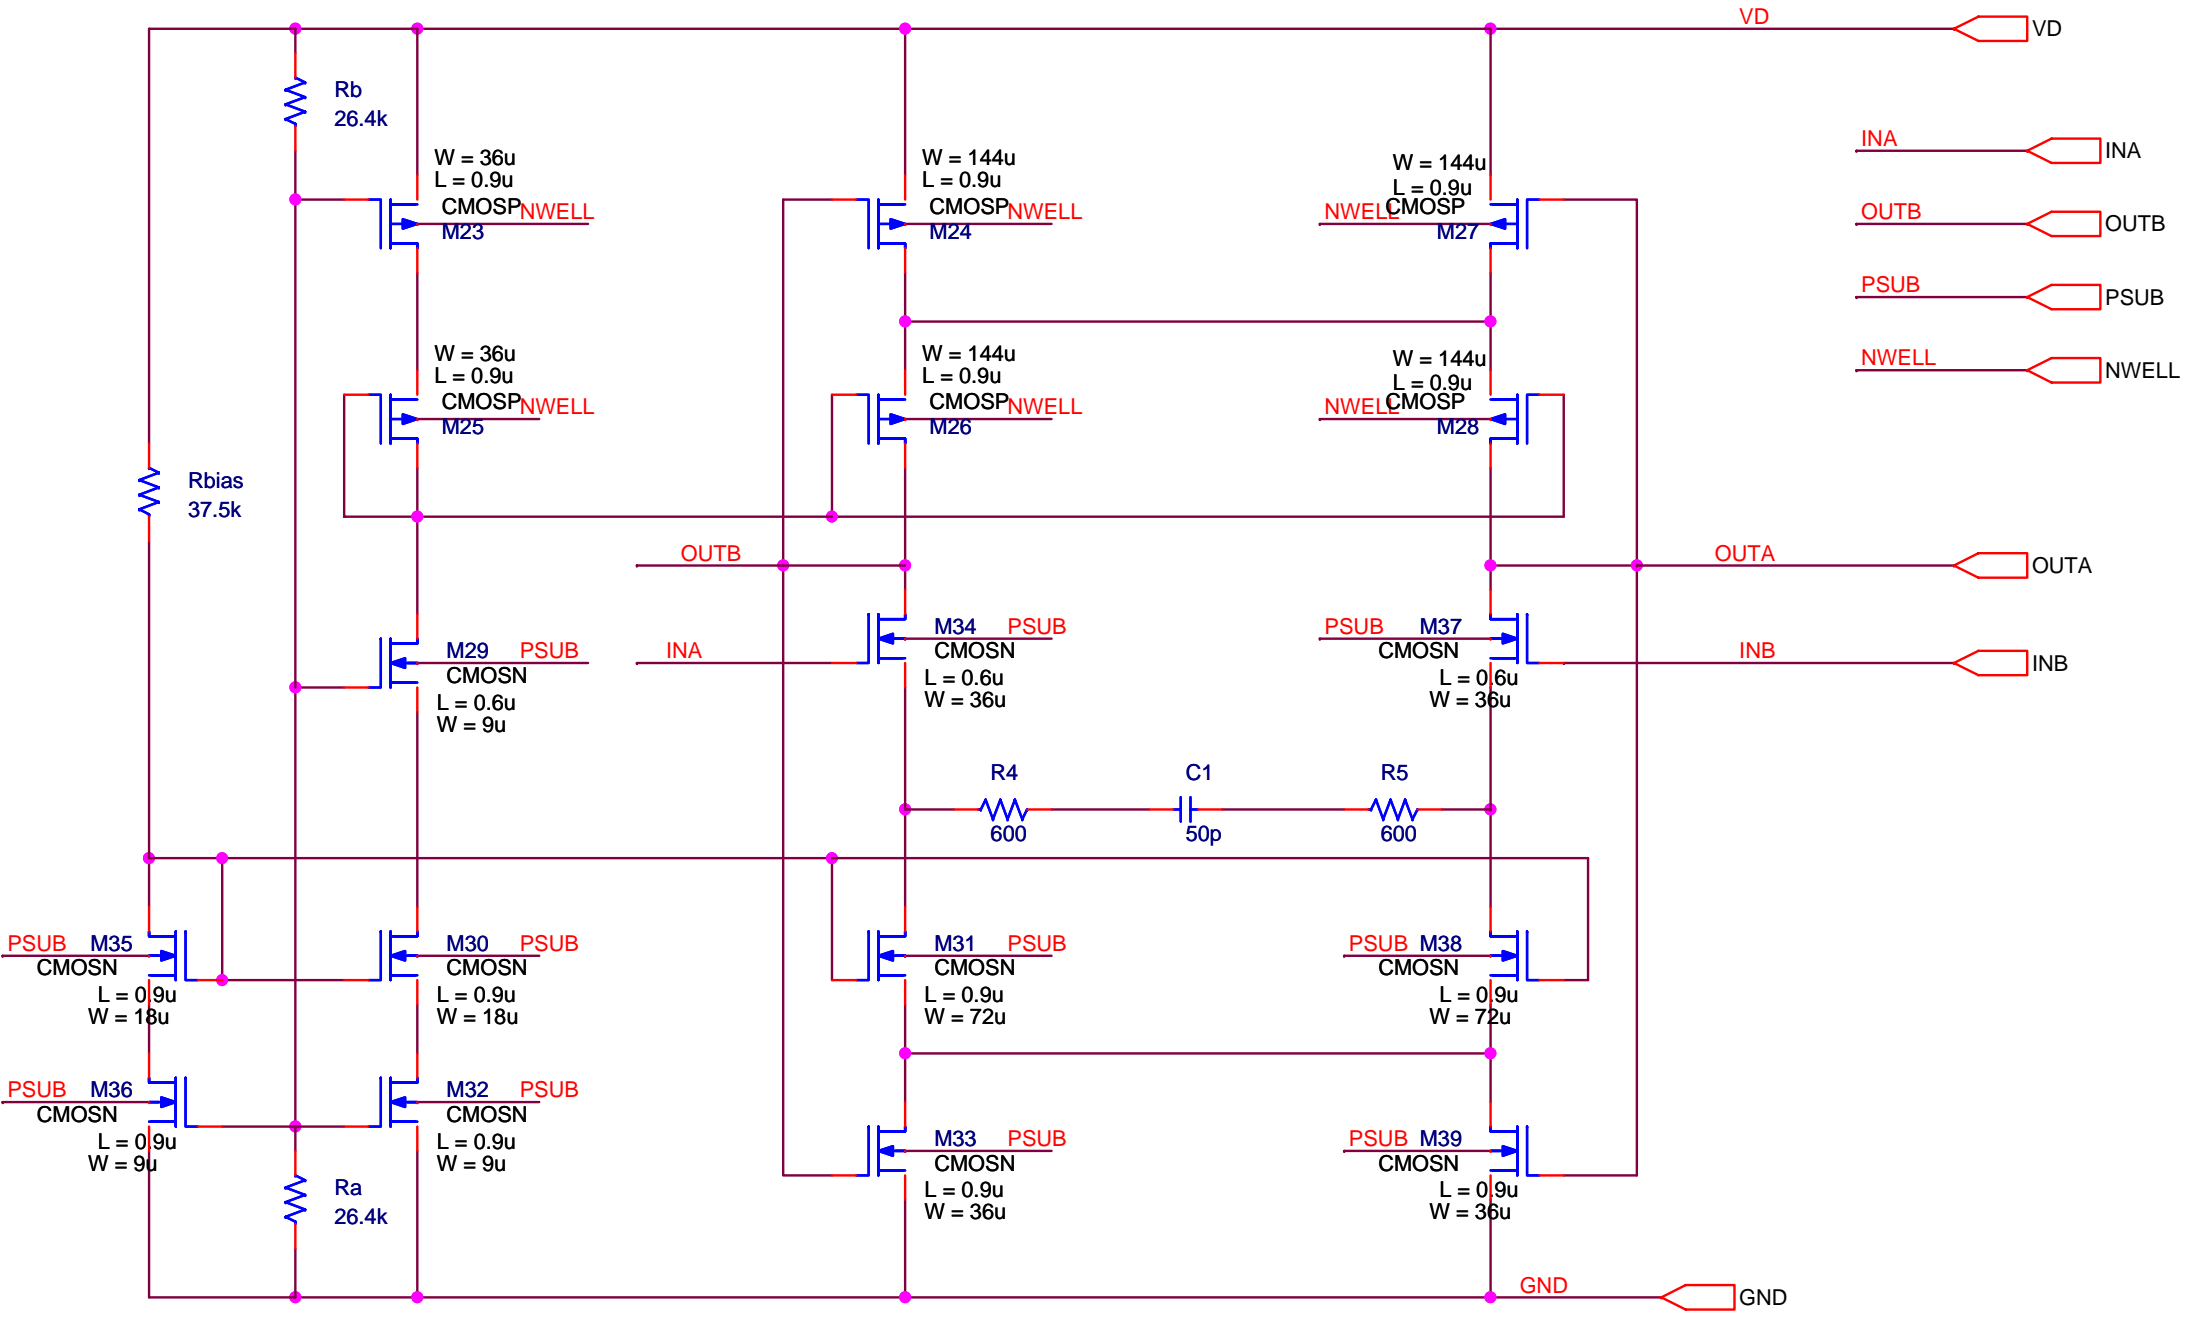 VD
VD
Rb
26.4k
W = 36u
L = 0.9u
CMOSP
NWELL
M23
W = 144u
L = 0.9u
CMOSP
NWELL
M24
W = 144u
L = 0.9u
NWELL
CMOSP
M27
INA
INA
OUTB
OUTB
PSUB
PSUB
NWELL
NWELL
W = 36u
L = 0.9u
CMOSP
NWELL
M25
W = 144u
L = 0.9u
CMOSP
NWELL
M26
W = 144u
L = 0.9u
NWELL
CMOSP
M28
Rbias
37.5k
OUTB
OUTA
OUTA
M29
PSUB
CMOSN
L = 0.6u
W = 9u
INA
M34
PSUB
CMOSN
L = 0.6u
W = 36u
PSUB
M37
CMOSN
L = 0.6u
W = 36u
INB
INB
R4
600
C1
50p
R5
600
PSUB
M35
CMOSN
L = 0.9u
W = 18u
M30
PSUB
CMOSN
L = 0.9u
W = 18u
M31
PSUB
CMOSN
L = 0.9u
W = 72u
PSUB
M38
CMOSN
L = 0.9u
W = 72u
PSUB
M36
CMOSN
L = 0.9u
W = 9u
M32
PSUB
CMOSN
L = 0.9u
W = 9u
M33
PSUB
CMOSN
L = 0.9u
W = 36u
PSUB
M39
CMOSN
L = 0.9u
W = 36u
Ra
26.4k
GND
GND